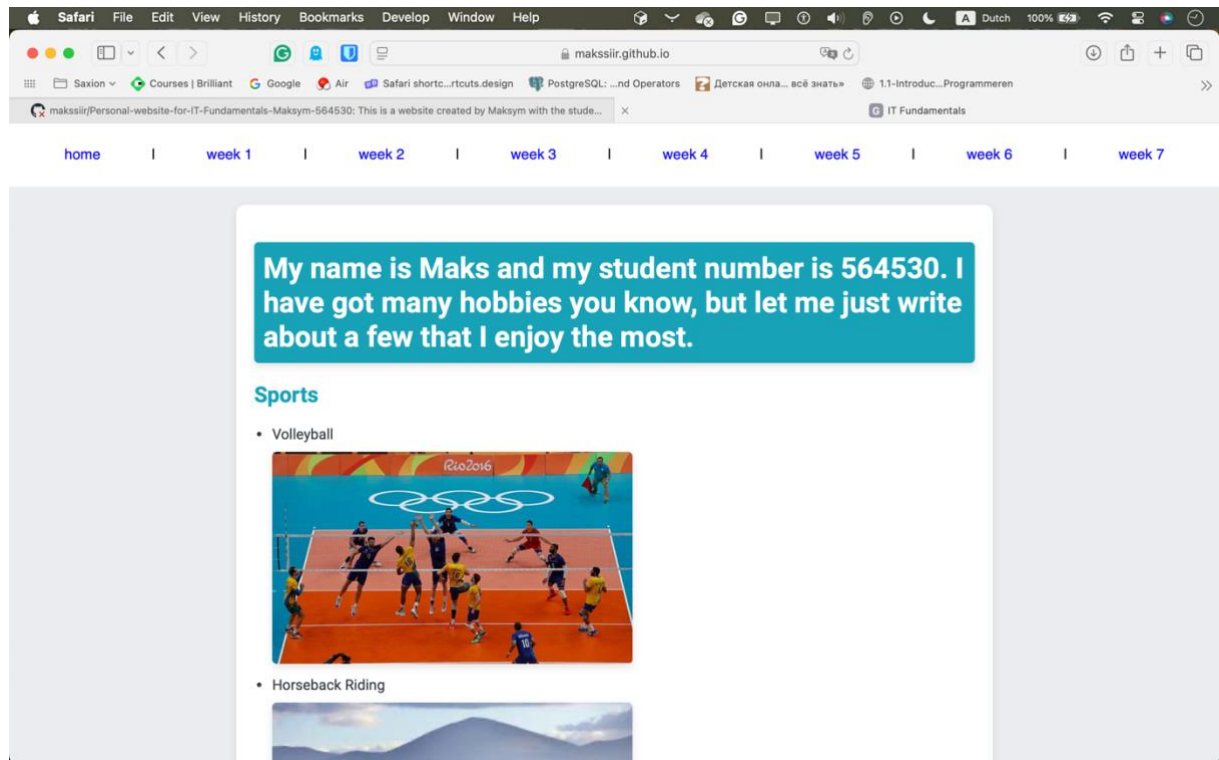 Safari File Edit View History Bookmarks Develop Window Help Dutch 100%
makssiir.github.io
Saxion Courses | Brilliant Google Air Safari shortc...rtcuts.design PostgreSQL: ...nd Operators Детская онла... всё знать» 1.1-Introduc...Programmeren
makssiir/Personal-website-for-IT-Fundamentals-Maksym-564530: This is a website created by Maksym with the stude... IT Fundamentals
home | week 1 | week 2 | week 3 | week 4 | week 5 | week 6 | week 7
My name is Maks and my student number is 564530. I
have got many hobbies you know, but let me just write
about a few that I enjoy the most.
Sports
• Volleyball
Rio2016
10
• Horseback Riding